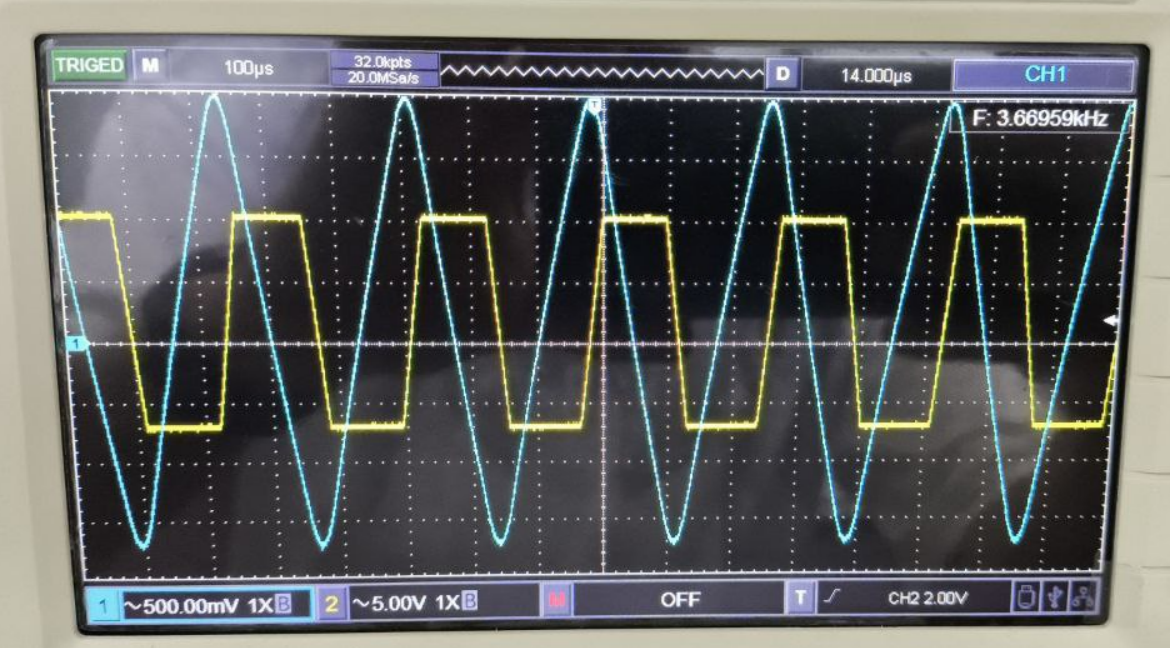 TRIGED M 100μs 32.0kpts D 14.000μs CH1
20.0MSa/s
T
F: 3.66959kHz
1
1 ~500.00mV 1X B 2 ~5.00V 1X B OFF T CH2 2.00V